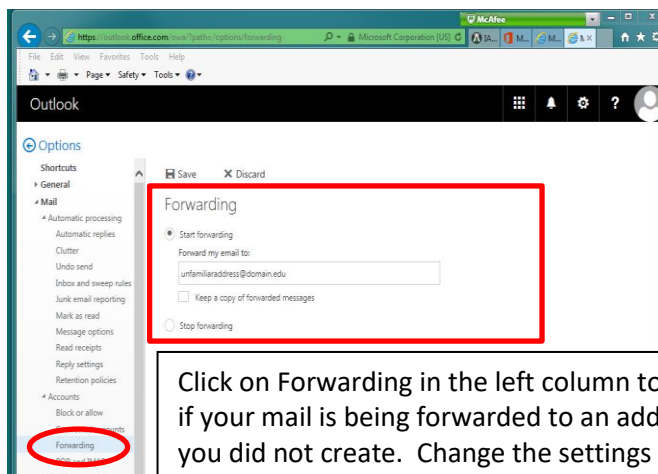 McAfee
https://outlook.office.com/owa/?path=/options/forwarding
Microsoft Corporation [US]
File Edit View Favorites Tools Help
Page Safety Tools
Outlook
?
Options
Shortcuts
General
Mail
Automatic processing
Automatic replies
Clutter
Undo send
Inbox and sweep rules
Junk email reporting
Mark as read
Message options
Read receipts
Reply settings
Retention policies
Accounts
Block or allow
Forwarding
Save Discard
Forwarding
Start forwarding
Forward my email to:
unfamiliaraddress@domain.edu
Keep a copy of forwarded messages
Stop forwarding
Click on Forwarding in the left column to
if your mail is being forwarded to an add
you did not create. Change the settings